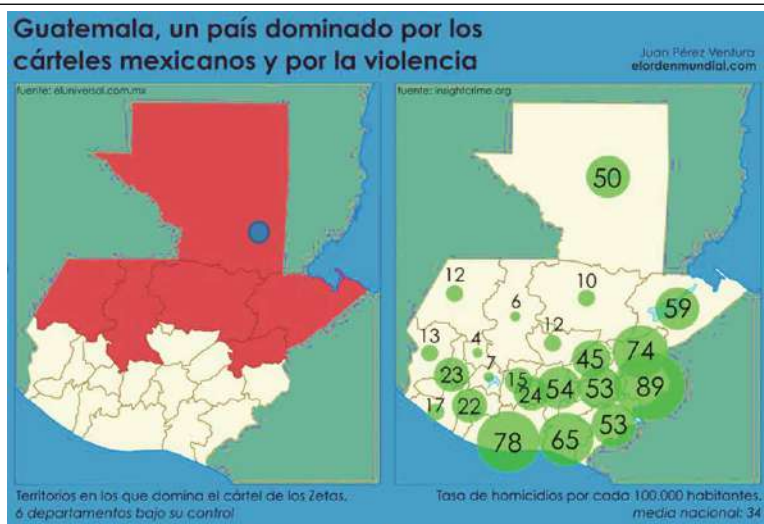 Guatemala, un país dominado por los
cárteles mexicanos y por la violencia
Juan Pérez Ventura
elordenmundial.com
fuente: eluniversal.com.mx
fuente: insightcrime.org
50
12
10
6
59
12
13
4
74
7
45
23
15
54
53
89
24
17
22
53
78
65
Territorios en los que domina el cártel de los Zetas.
6 departamentos bajo su control
Tasa de homicidios por cada 100.000 habitantes.
media nacional: 34